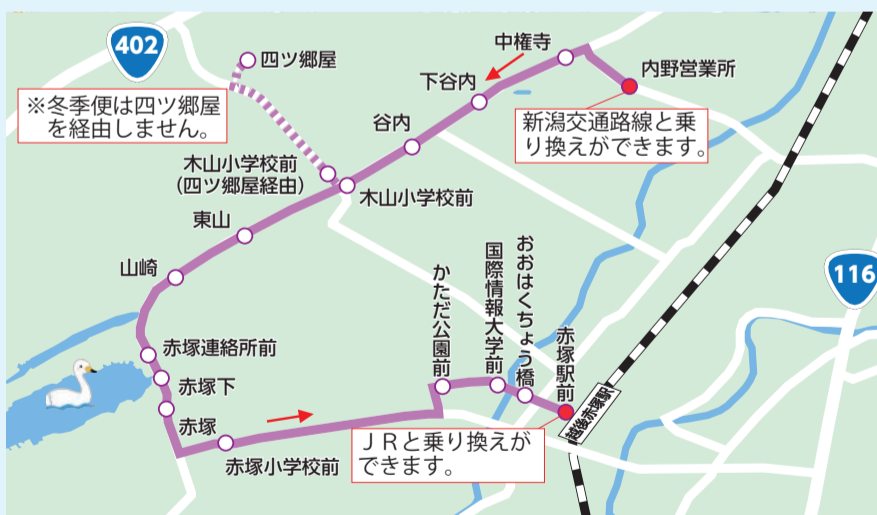 402
四ツ郷屋
※冬季便は四ツ郷屋
を経由しません。
中権寺
内野営業所
下谷内
新潟交通路線と乗
り換えができます。
谷内
木山小学校前
(四ツ郷屋経由)
木山小学校前
東山
山崎
116
おおはくちょう橋
国際情報大学前
かただ公園前
赤塚駅前
越後赤塚駅
赤塚連絡所前
赤塚下
赤塚
赤塚小学校前
ＪＲと乗り換えが
できます。